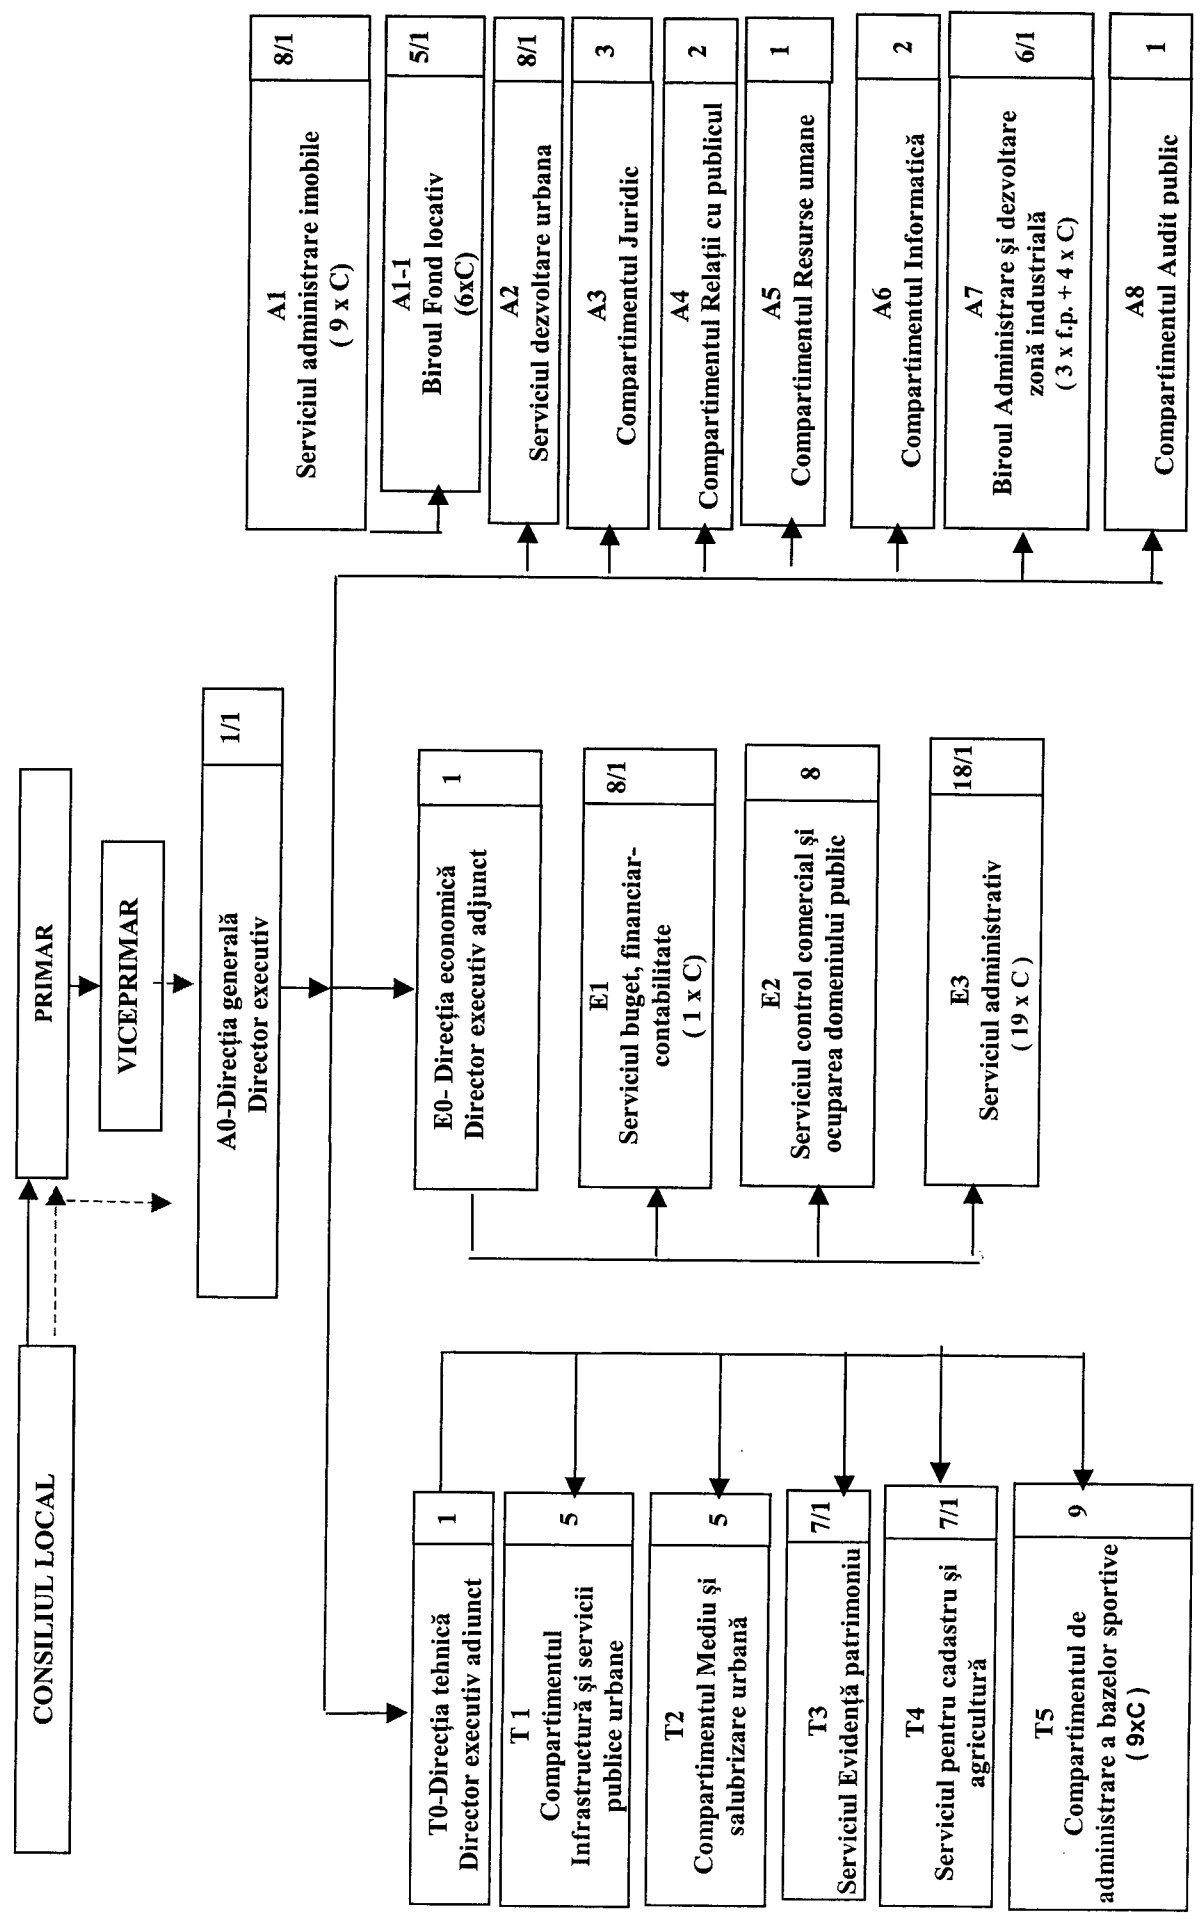 CONSILIUL LOCAL
PRIMAR
VICEPRIMAR
A0-Direcția generală
Director executiv
1/1
T0-Direcția tehnică
Director executiv adjunct
1
T 1
Compartimentul
Infrastructură și servicii
publice urbane
5
T2
Compartimentul Mediu și
salubrizare urbană
5
T3
Serviciul Evidență patrimoniu
7/1
T4
Serviciul pentru cadastru și
agricultură
7/1
T5
Compartimentul de
administrare a bazelor sportive
( 9xC )
9
E0- Direcția economică
Director executiv adjunct
1
E1
Serviciul buget, financiar-
contabilitate
( 1 x C)
8/1
E2
Serviciul control comercial și
ocuparea domeniului public
8
E3
Serviciul administrativ
( 19 x C )
18/1
A1
Serviciul administrare imobile
( 9 x C)
8/1
A1-1
Biroul Fond locativ
(6xC)
5/1
A2
Serviciul dezvoltare urbana
8/1
A3
Compartimentul Juridic
3
A4
Compartimentul Relații cu publicul
2
A5
Compartimentul Resurse umane
1
A6
Compartimentul Informatică
2
A7
Biroul Administrare și dezvoltare
zonă industrială
( 3 x f.p. + 4 x C)
6/1
A8
Compartimentul Audit public
1